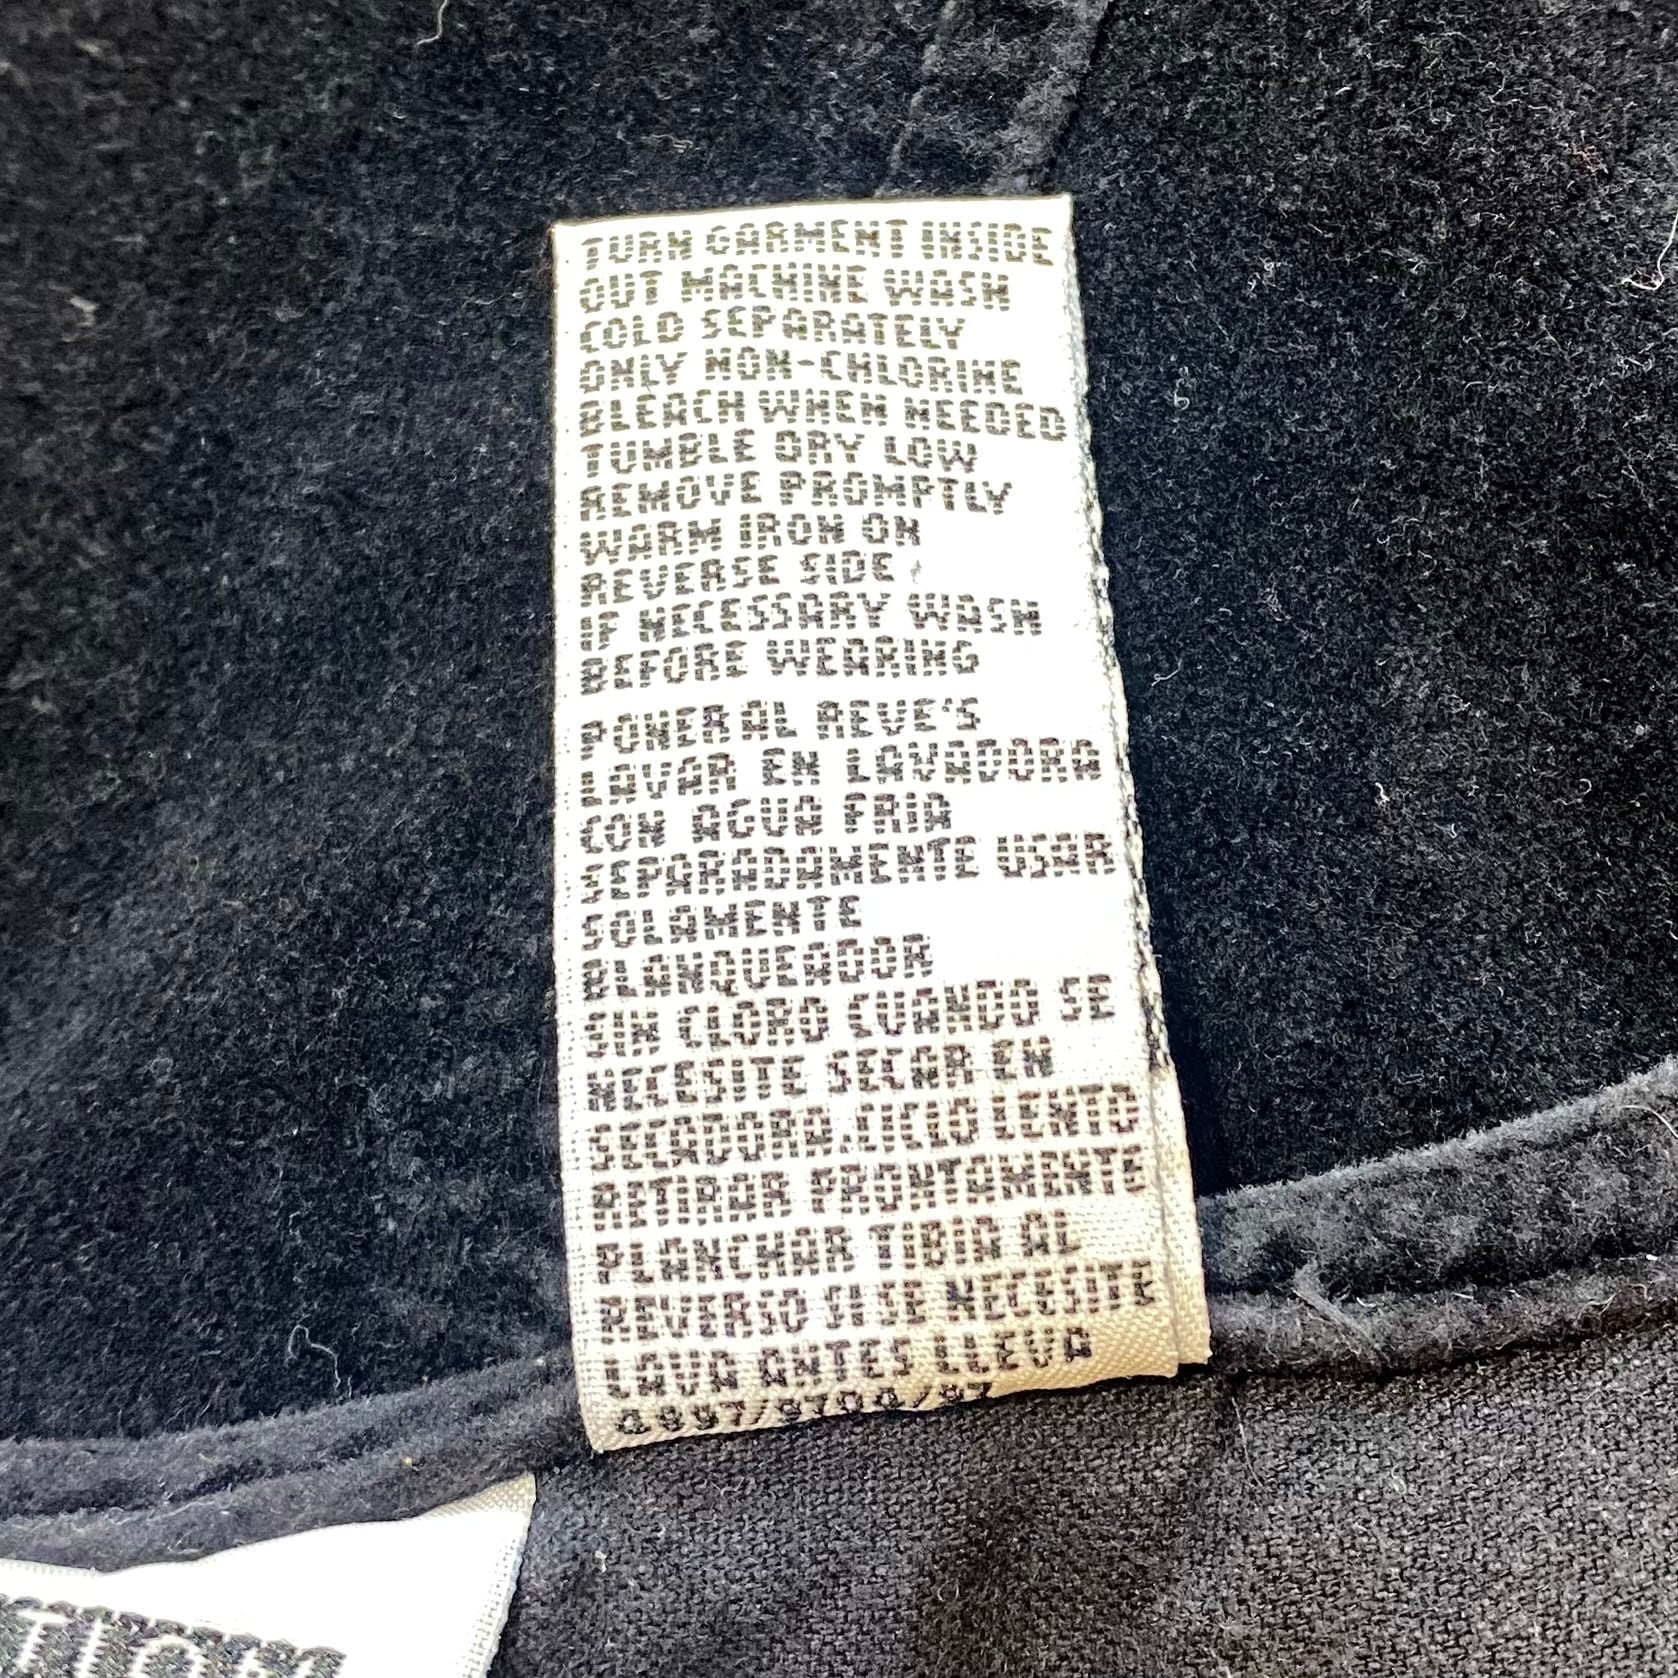 TURN GARMENT INSIDE
OUT MACHINE WASH
COLD SEPARATELY
ONLY NON-CHLORINE
BLEACH WHEN NEEDED
TUMBLE DRY LOW
REMOVE PROMPTLY
WARM IRON ON
REVERSE SIDE
IF NECESSARY WASH
BEFORE WEARING
PONER AL REVE'S
LAVAR EN LAVADORA
CON AGUA FRIA
SEPARADAMENTE USAR
SOLAMENTE
BLANQUEADOR
SIN CLORO CUANDO SE
NECESITE SECAR EN
SECADORA.CICLO LENTO
RETIRAR PRONTAMENTE
PLANCHAR TIBIA AL
REVERSO SI SE NECESITA
LAVA ANTES LLEVA